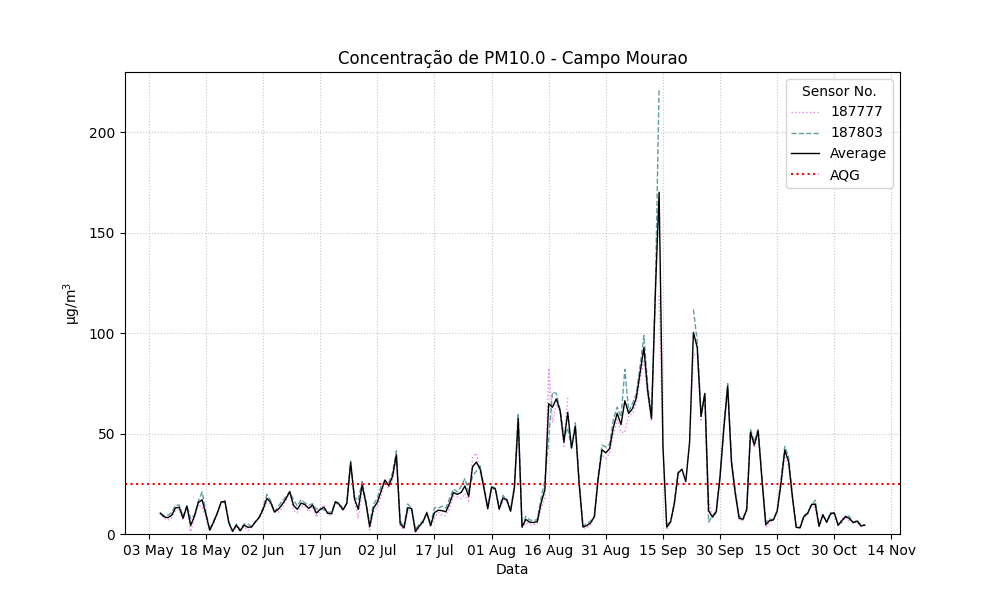 Concentração de PM10.0 - Campo Mourao
Sensor No.
187777
187803
Average
AQG
200
150
100
50
0
µg/m³
03 May 18 May 02 Jun 17 Jun 02 Jul 17 Jul 01 Aug 16 Aug 31 Aug 15 Sep 30 Sep 15 Oct 30 Oct 14 Nov
Data